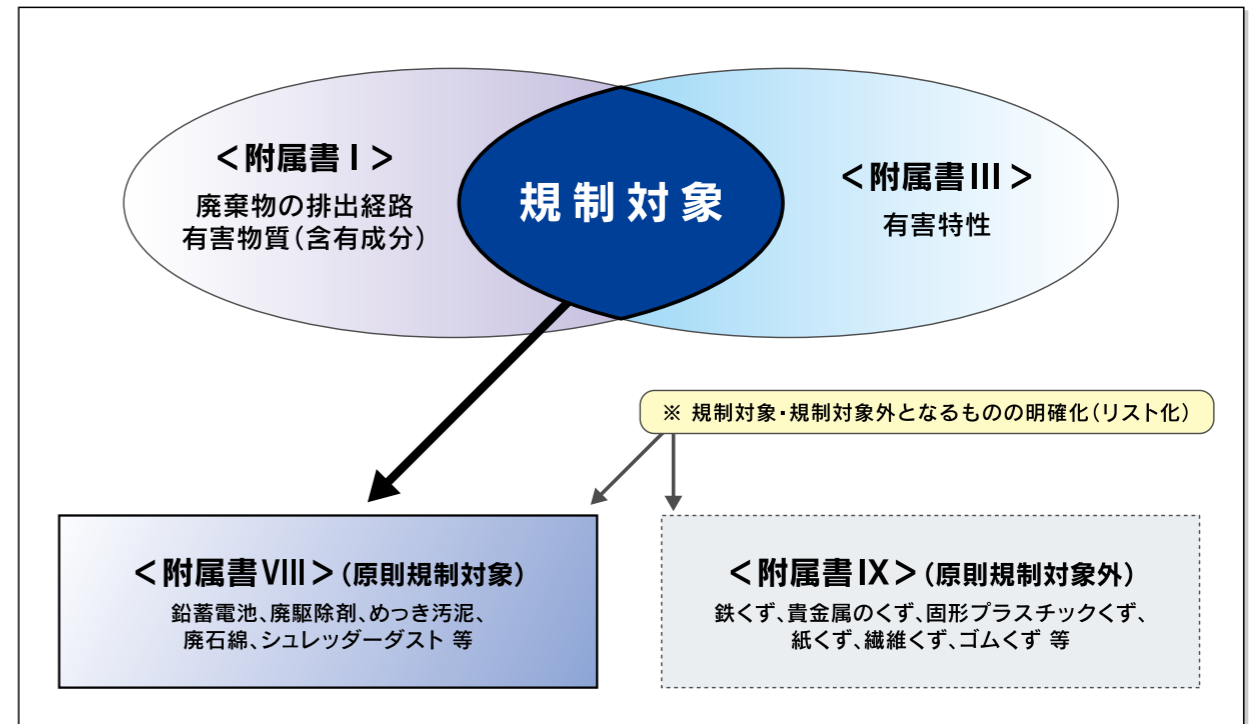 ＜附属書Ⅰ＞
廃棄物の排出経路
有害物質（含有成分）
規制対象
＜附属書Ⅲ＞
有害特性
※ 規制対象・規制対象外となるものの明確化（リスト化）
＜附属書Ⅷ＞（原則規制対象）
鉛蓄電池、廃駆除剤、めっき汚泥、
廃石綿、シュレッダーダスト 等
＜附属書Ⅸ＞（原則規制対象外）
鉄くず、貴金属のくず、固形プラスチックくず、
紙くず、繊維くず、ゴムくず 等